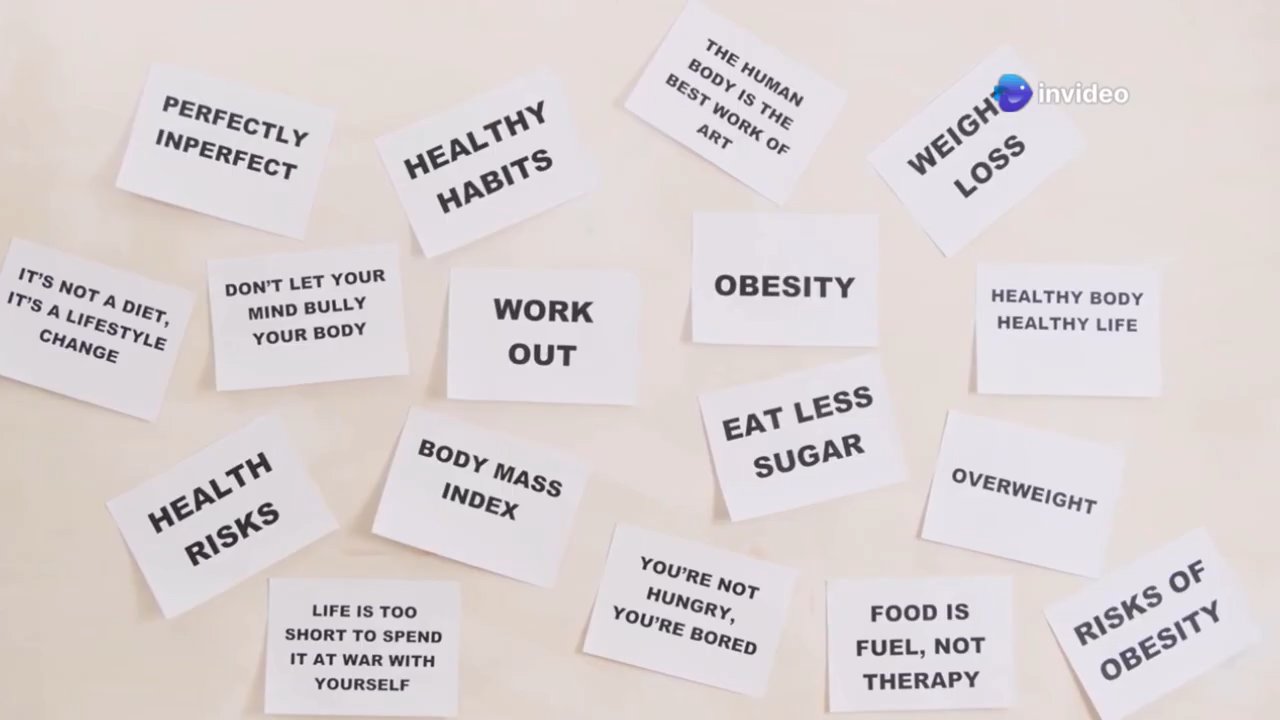 PERFECTLY
INPERFECT
HEALTHY
HABITS
THE HUMAN
BODY IS THE
BEST WORK OF
ART
WEIGHT
LOSS
invideo
IT'S NOT A DIET,
IT'S A LIFESTYLE
CHANGE
DON'T LET YOUR
MIND BULLY
YOUR BODY
WORK
OUT
OBESITY
HEALTHY BODY
HEALTHY LIFE
HEALTH
RISKS
BODY MASS
INDEX
EAT LESS
SUGAR
OVERWEIGHT
LIFE IS TOO
SHORT TO SPEND
IT AT WAR WITH
YOURSELF
YOU'RE NOT
HUNGRY,
YOU'RE BORED
FOOD IS
FUEL, NOT
THERAPY
RISKS OF
OBESITY